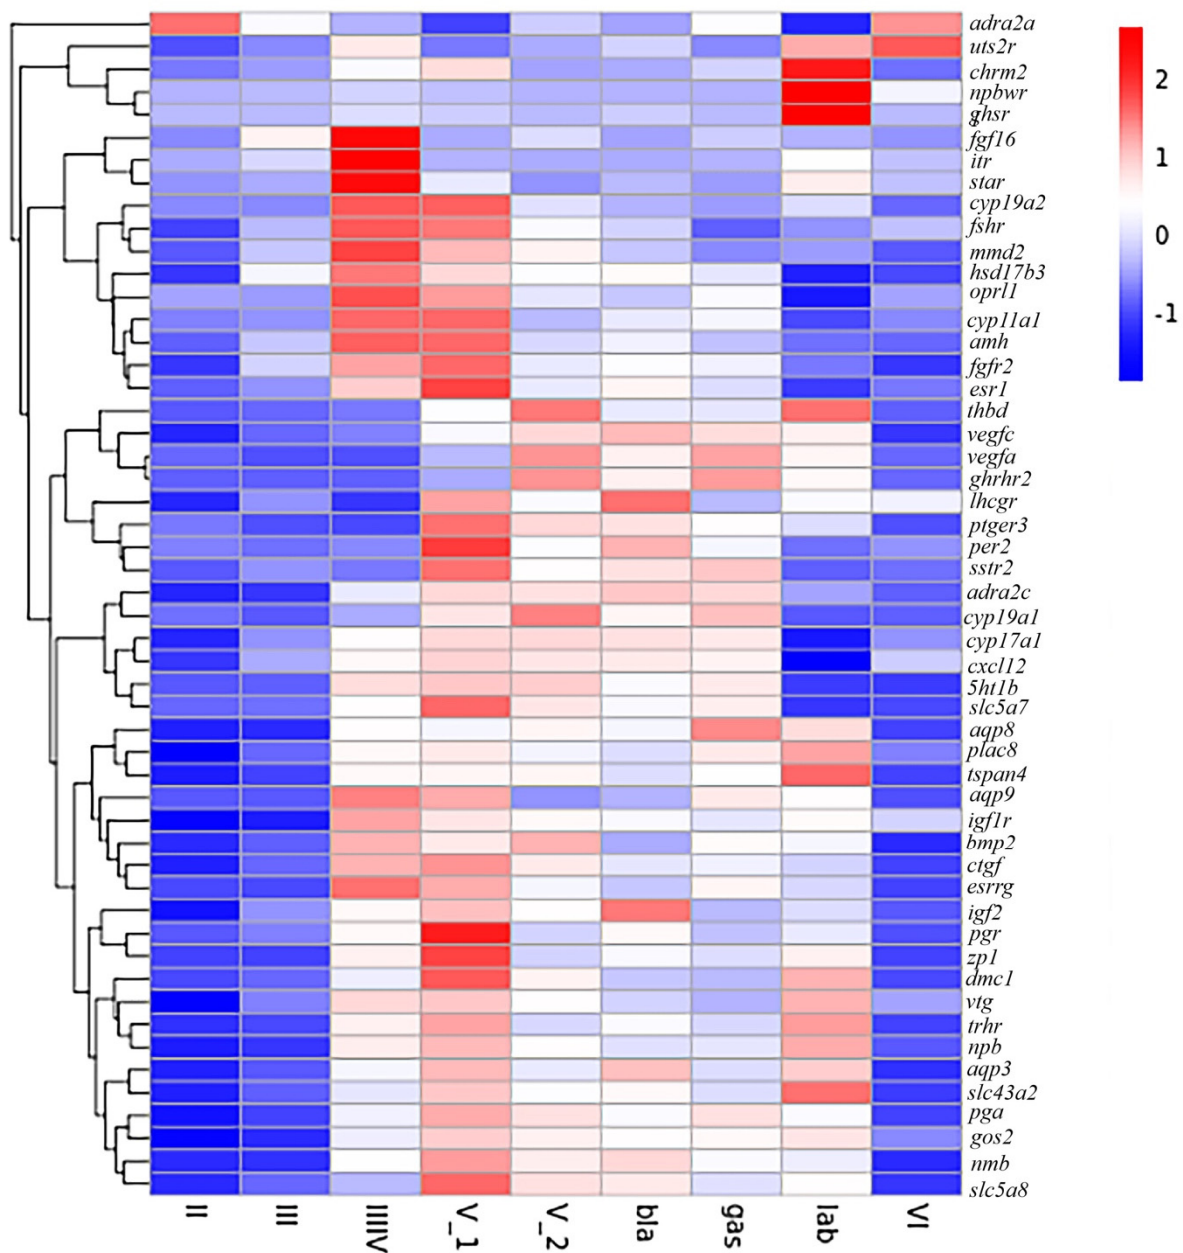 adra2a
uts2r
chrm2
npbwr
ghsr
fgf16
itr
star
cyp19a2
fshr
mmd2
hsd17b3
oprl1
cyp11a1
amh
fgfr2
esr1
thbd
vegfc
vegfa
ghrhr2
lhcgr
ptger3
per2
sstr2
adra2c
cyp19a1
cyp17a1
cxcl12
5ht1b
slc5a7
aqp8
plac8
tspan4
aqp9
igf1r
bmp2
ctgf
esrrg
igf2
pgr
zp1
dmc1
vtg
trhr
npb
aqp3
slc43a2
pga
gos2
nmb
slc5a8
2
1
0
-1
II
III
IIIIV
V_1
V_2
bla
gas
lab
VI